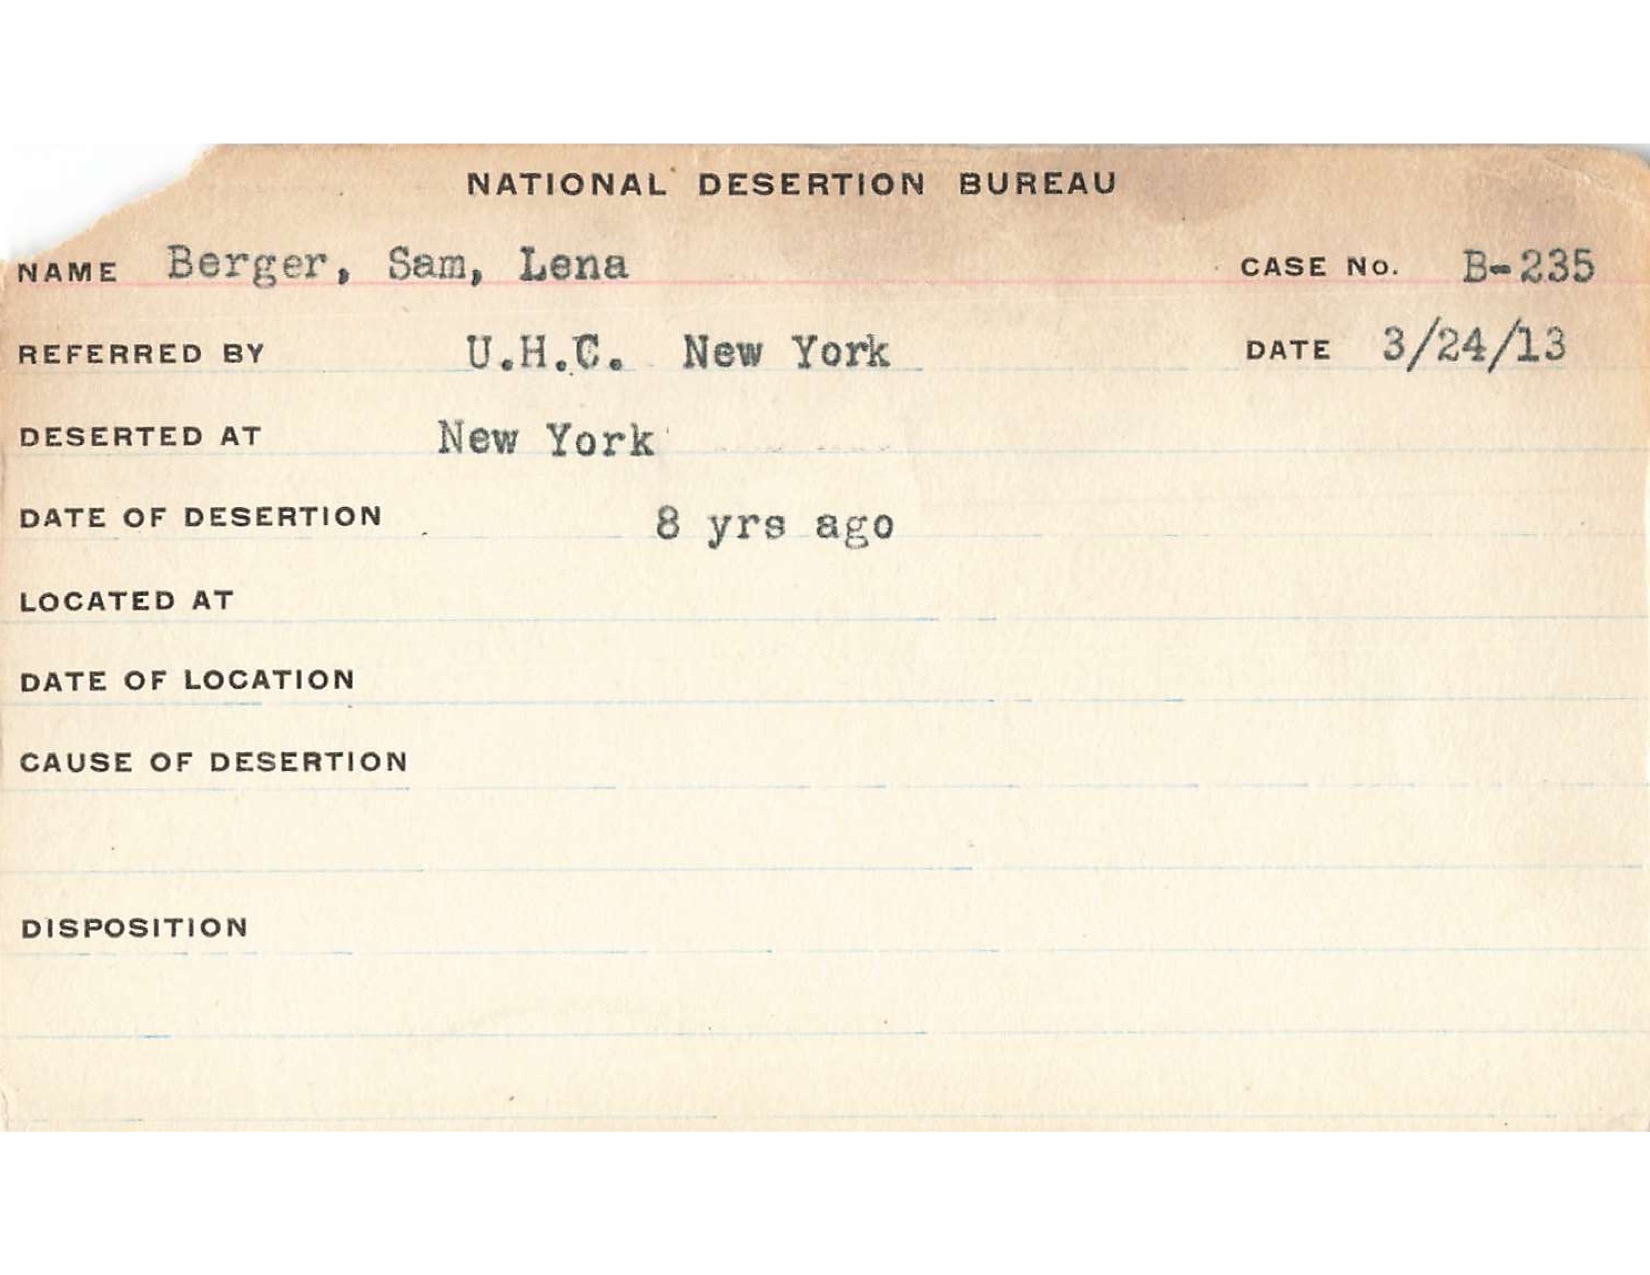 NATIONAL DESERTION BUREAU
NAME Berger, Sam, Lena CASE No. B-235
REFERRED BY U.H.C. New York DATE 3/24/13
DESERTED AT New York
DATE OF DESERTION 8 yrs ago
LOCATED AT
DATE OF LOCATION
CAUSE OF DESERTION
DISPOSITION